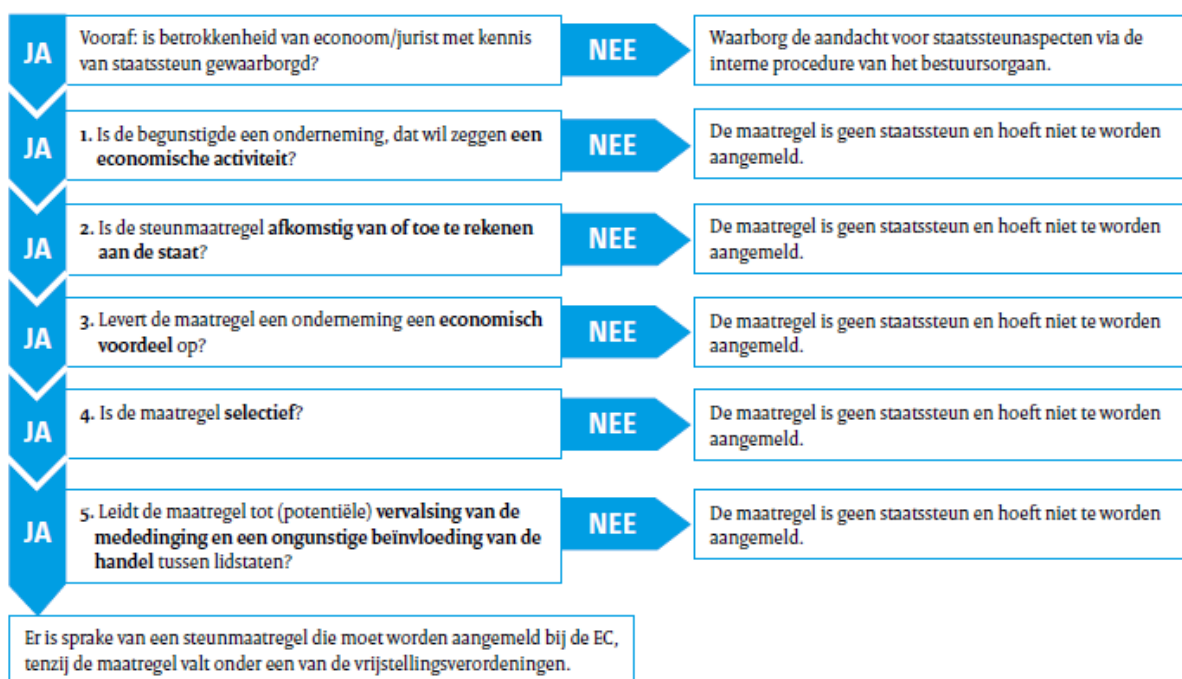 JA
Vooraf: is betrokkenheid van econoom/jurist met kennis
van staatssteun gewaarborgd?
NEE
Waarborg de aandacht voor staatssteunaspecten via de
interne procedure van het bestuursorgaan.
JA
1. Is de begunstigde een onderneming, dat wil zeggen een
economische activiteit?
NEE
De maatregel is geen staatssteun en hoeft niet te worden
aangemeld.
JA
2. Is de steunmaatregel afkomstig van of toe te rekenen
aan de staat?
NEE
De maatregel is geen staatssteun en hoeft niet te worden
aangemeld.
JA
3. Levert de maatregel een onderneming een economisch
voordeel op?
NEE
De maatregel is geen staatssteun en hoeft niet te worden
aangemeld.
JA
4. Is de maatregel selectief?
NEE
De maatregel is geen staatssteun en hoeft niet te worden
aangemeld.
JA
5. Leidt de maatregel tot (potentiële) vervalsing van de
mededinging en een ongunstige beïnvloeding van de
handel tussen lidstaten?
NEE
De maatregel is geen staatssteun en hoeft niet te worden
aangemeld.
Er is sprake van een steunmaatregel die moet worden aangemeld bij de EC,
tenzij de maatregel valt onder een van de vrijstellingsverordeningen.